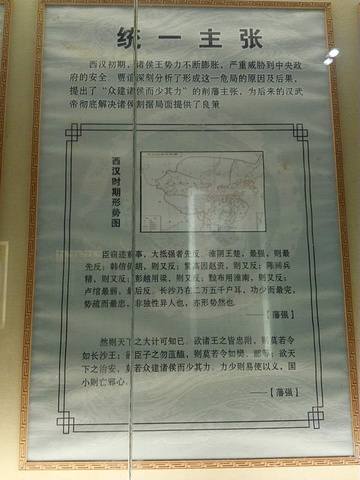 统一主张
西汉初期，诸侯王势力不断膨胀，严重威胁到中央政
府的安全。贾谊深刻分析了形成这一危局的原因及后果，
提出了“众建诸侯而少其力”的削藩主张，为后来的汉武
帝彻底解决诸侯割据局面提供了良策
西汉时期形势图
臣窃迹前事，大抵强者先反。淮阴王楚，最强，则最
先反；韩信倚胡，则又反；贯高因赵资，则又反；陈豨兵
精，则又反；彭越用梁，则又反；黥布用淮南，则又反；
卢绾最弱，最后反。长沙乃在二万五千户耳，功少而最完，
势疏而最忠，非独性异人也，亦形势然也。
——【藩强】
然则天下之大计可知已。欲诸王之皆忠附，则莫若令
如长沙王；欲臣子之勿菹醢，则莫若令如樊、郦等；欲天
下之治安，莫若众建诸侯而少其力。力少则易使以义，国
小则亡邪心。
——【藩强】